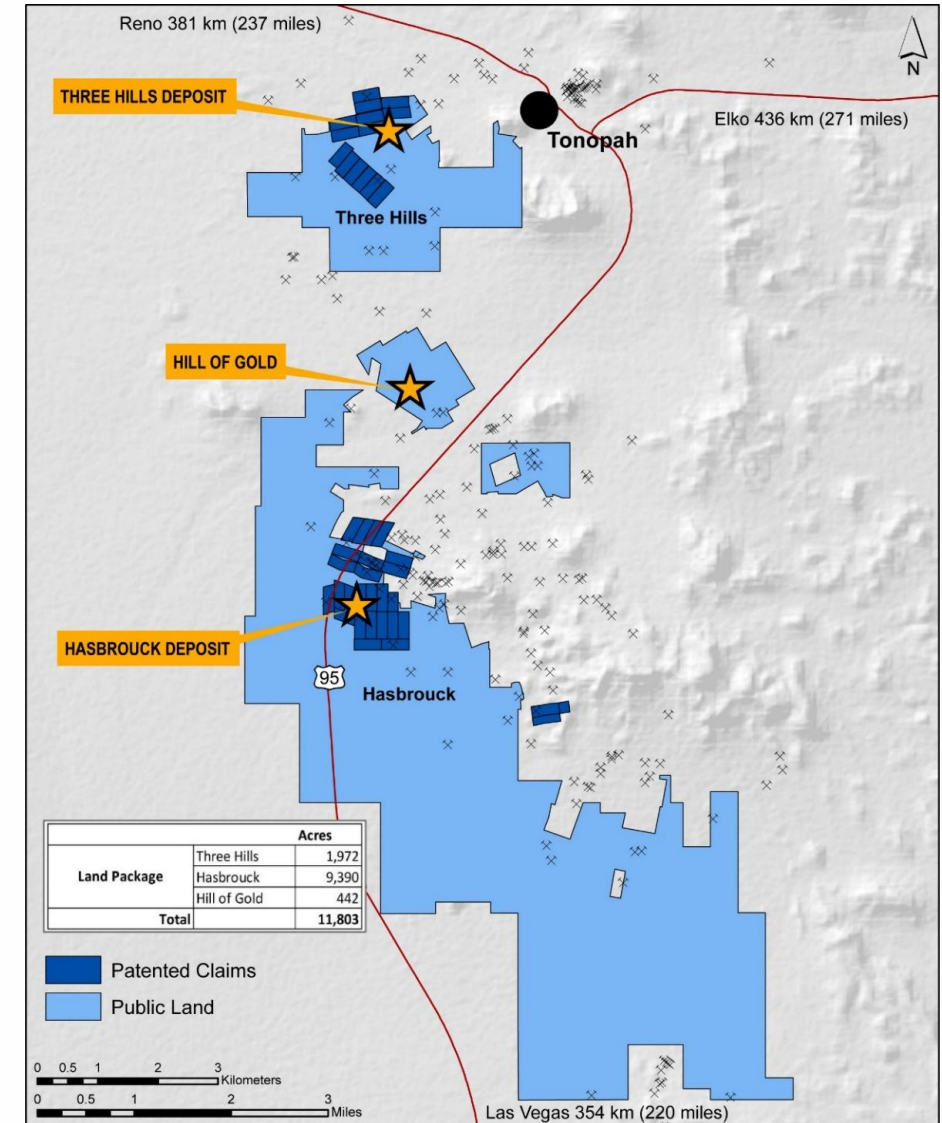 Reno 381 km (237 miles)
N
THREE HILLS DEPOSIT
Elko 436 km (271 miles)
Tonopah
Three Hills
HILL OF GOLD
HASBROUCK DEPOSIT
95
Hasbrouck
Acres
Land Package
Three Hills 1,972
Hasbrouck 9,390
Hill of Gold 442
Total 11,803
Patented Claims
Public Land
0 0.5 1 2 3
Kilometers
0 0.5 1 2 3
Miles
Las Vegas 354 km (220 miles)